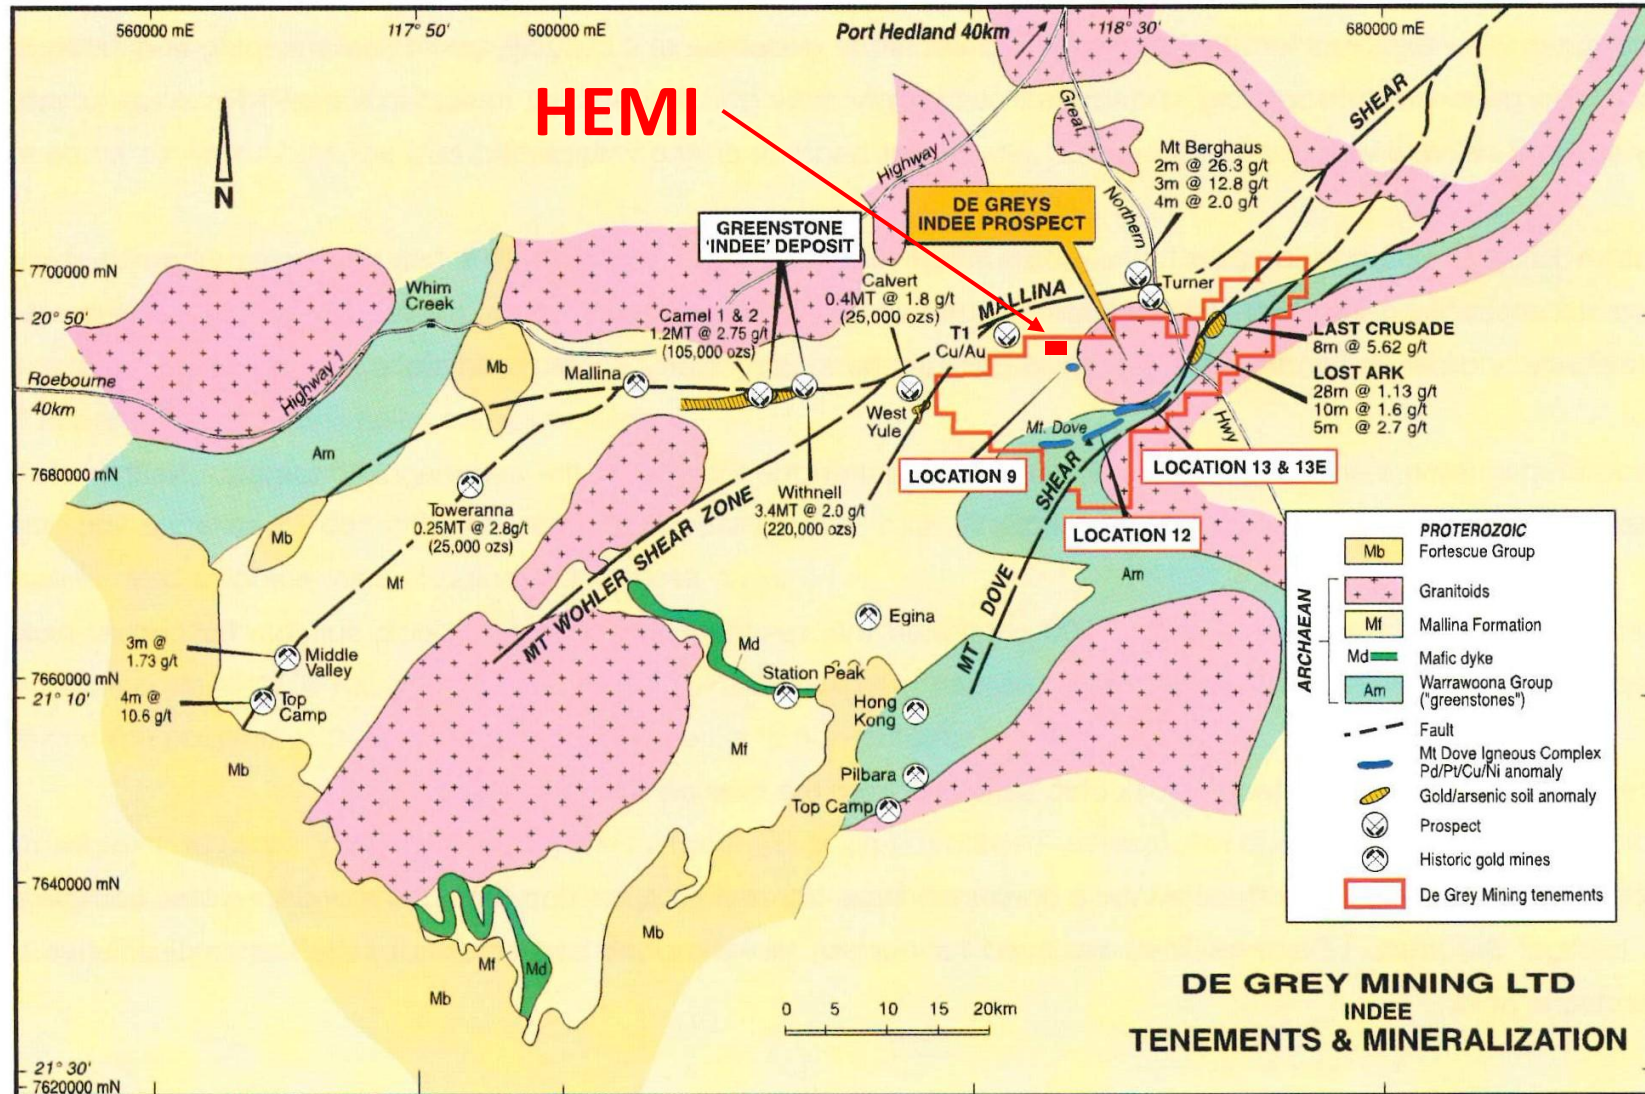 560000 mE
117° 50'
600000 mE
Port Hedland 40km
118° 30'
680000 mE
HEMI
N
Highway 1
Great
Northern
Hwy
SHEAR
Mt Berghaus
2m @ 26.3 g/t
3m @ 12.8 g/t
4m @ 2.0 g/t
DE GREYS
INDEE PROSPECT
GREENSTONE
'INDEE' DEPOSIT
7700000 mN
20° 50'
Whim
Creek
Calvert
0.4MT @ 1.8 g/t
(25,000 ozs)
Camel 1 & 2
1.2MT @ 2.75 g/t
(105,000 ozs)
MALLINA
Turner
T1
Cu/Au
LAST CRUSADE
8m @ 5.62 g/t
LOST ARK
28m @ 1.13 g/t
10m @ 1.6 g/t
5m @ 2.7 g/t
Roebourne
40km
Highway 1
Mb
Mallina
West
Yule
Mt. Dove
Am
7680000 mN
LOCATION 9
LOCATION 13 & 13E
LOCATION 12
Toweranna
0.25MT @ 2.8g/t
(25,000 ozs)
Withnell
3.4MT @ 2.0 g/t
(220,000 ozs)
MT WOHLER SHEAR ZONE
MT DOVE SHEAR
Mb
Mf
Am
Egina
3m @
1.73 g/t
Middle
Valley
4m @
10.6 g/t
Top
Camp
7660000 mN
21° 10'
Md
Station Peak
Hong
Kong
Mf
Mb
Pilbara
Top Camp
7640000 mN
Mb
Mf
Md
Mb
21° 30'
7620000 mN
0 5 10 15 20km
PROTEROZOIC
Mb Fortescue Group
ARCHAEAN
Granitoids
Mf Mallina Formation
Md Mafic dyke
Am Warrawoona Group
("greenstones")
Fault
Mt Dove Igneous Complex
Pd/Pt/Cu/Ni anomaly
Gold/arsenic soil anomaly
Prospect
Historic gold mines
De Grey Mining tenements
DE GREY MINING LTD
INDEE
TENEMENTS & MINERALIZATION